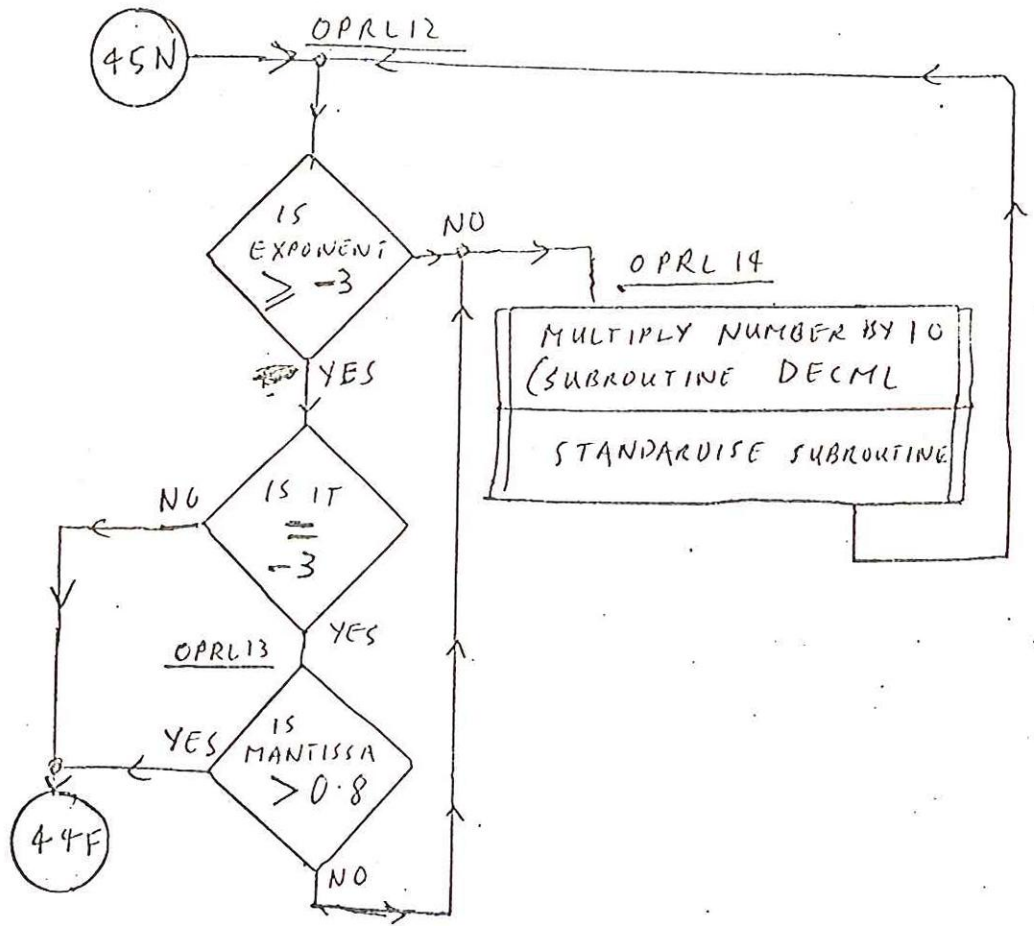 OPRL12
45N
IS
EXPONENT
≥ -3
NO
OPRL 14
MULTIPLY NUMBER BY 10
(SUBROUTINE DECML
STANDARDISE SUBROUTINE
YES
NO
IS IT
=
-3
YES
OPRL13
YES
IS
MANTISSA
> 0.8
44F
NO